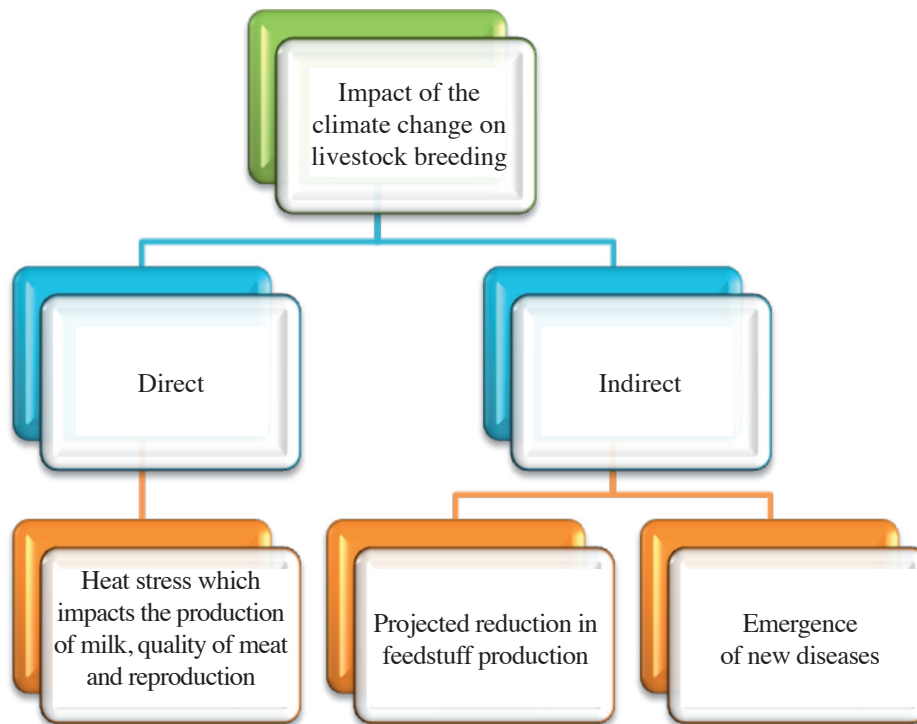 Impact of the
climate change on
livestock breeding
Direct
Indirect
Heat stress which
impacts the production
of milk, quality of meat
and reproduction
Projected reduction in
feedstuff production
Emergence
of new diseases